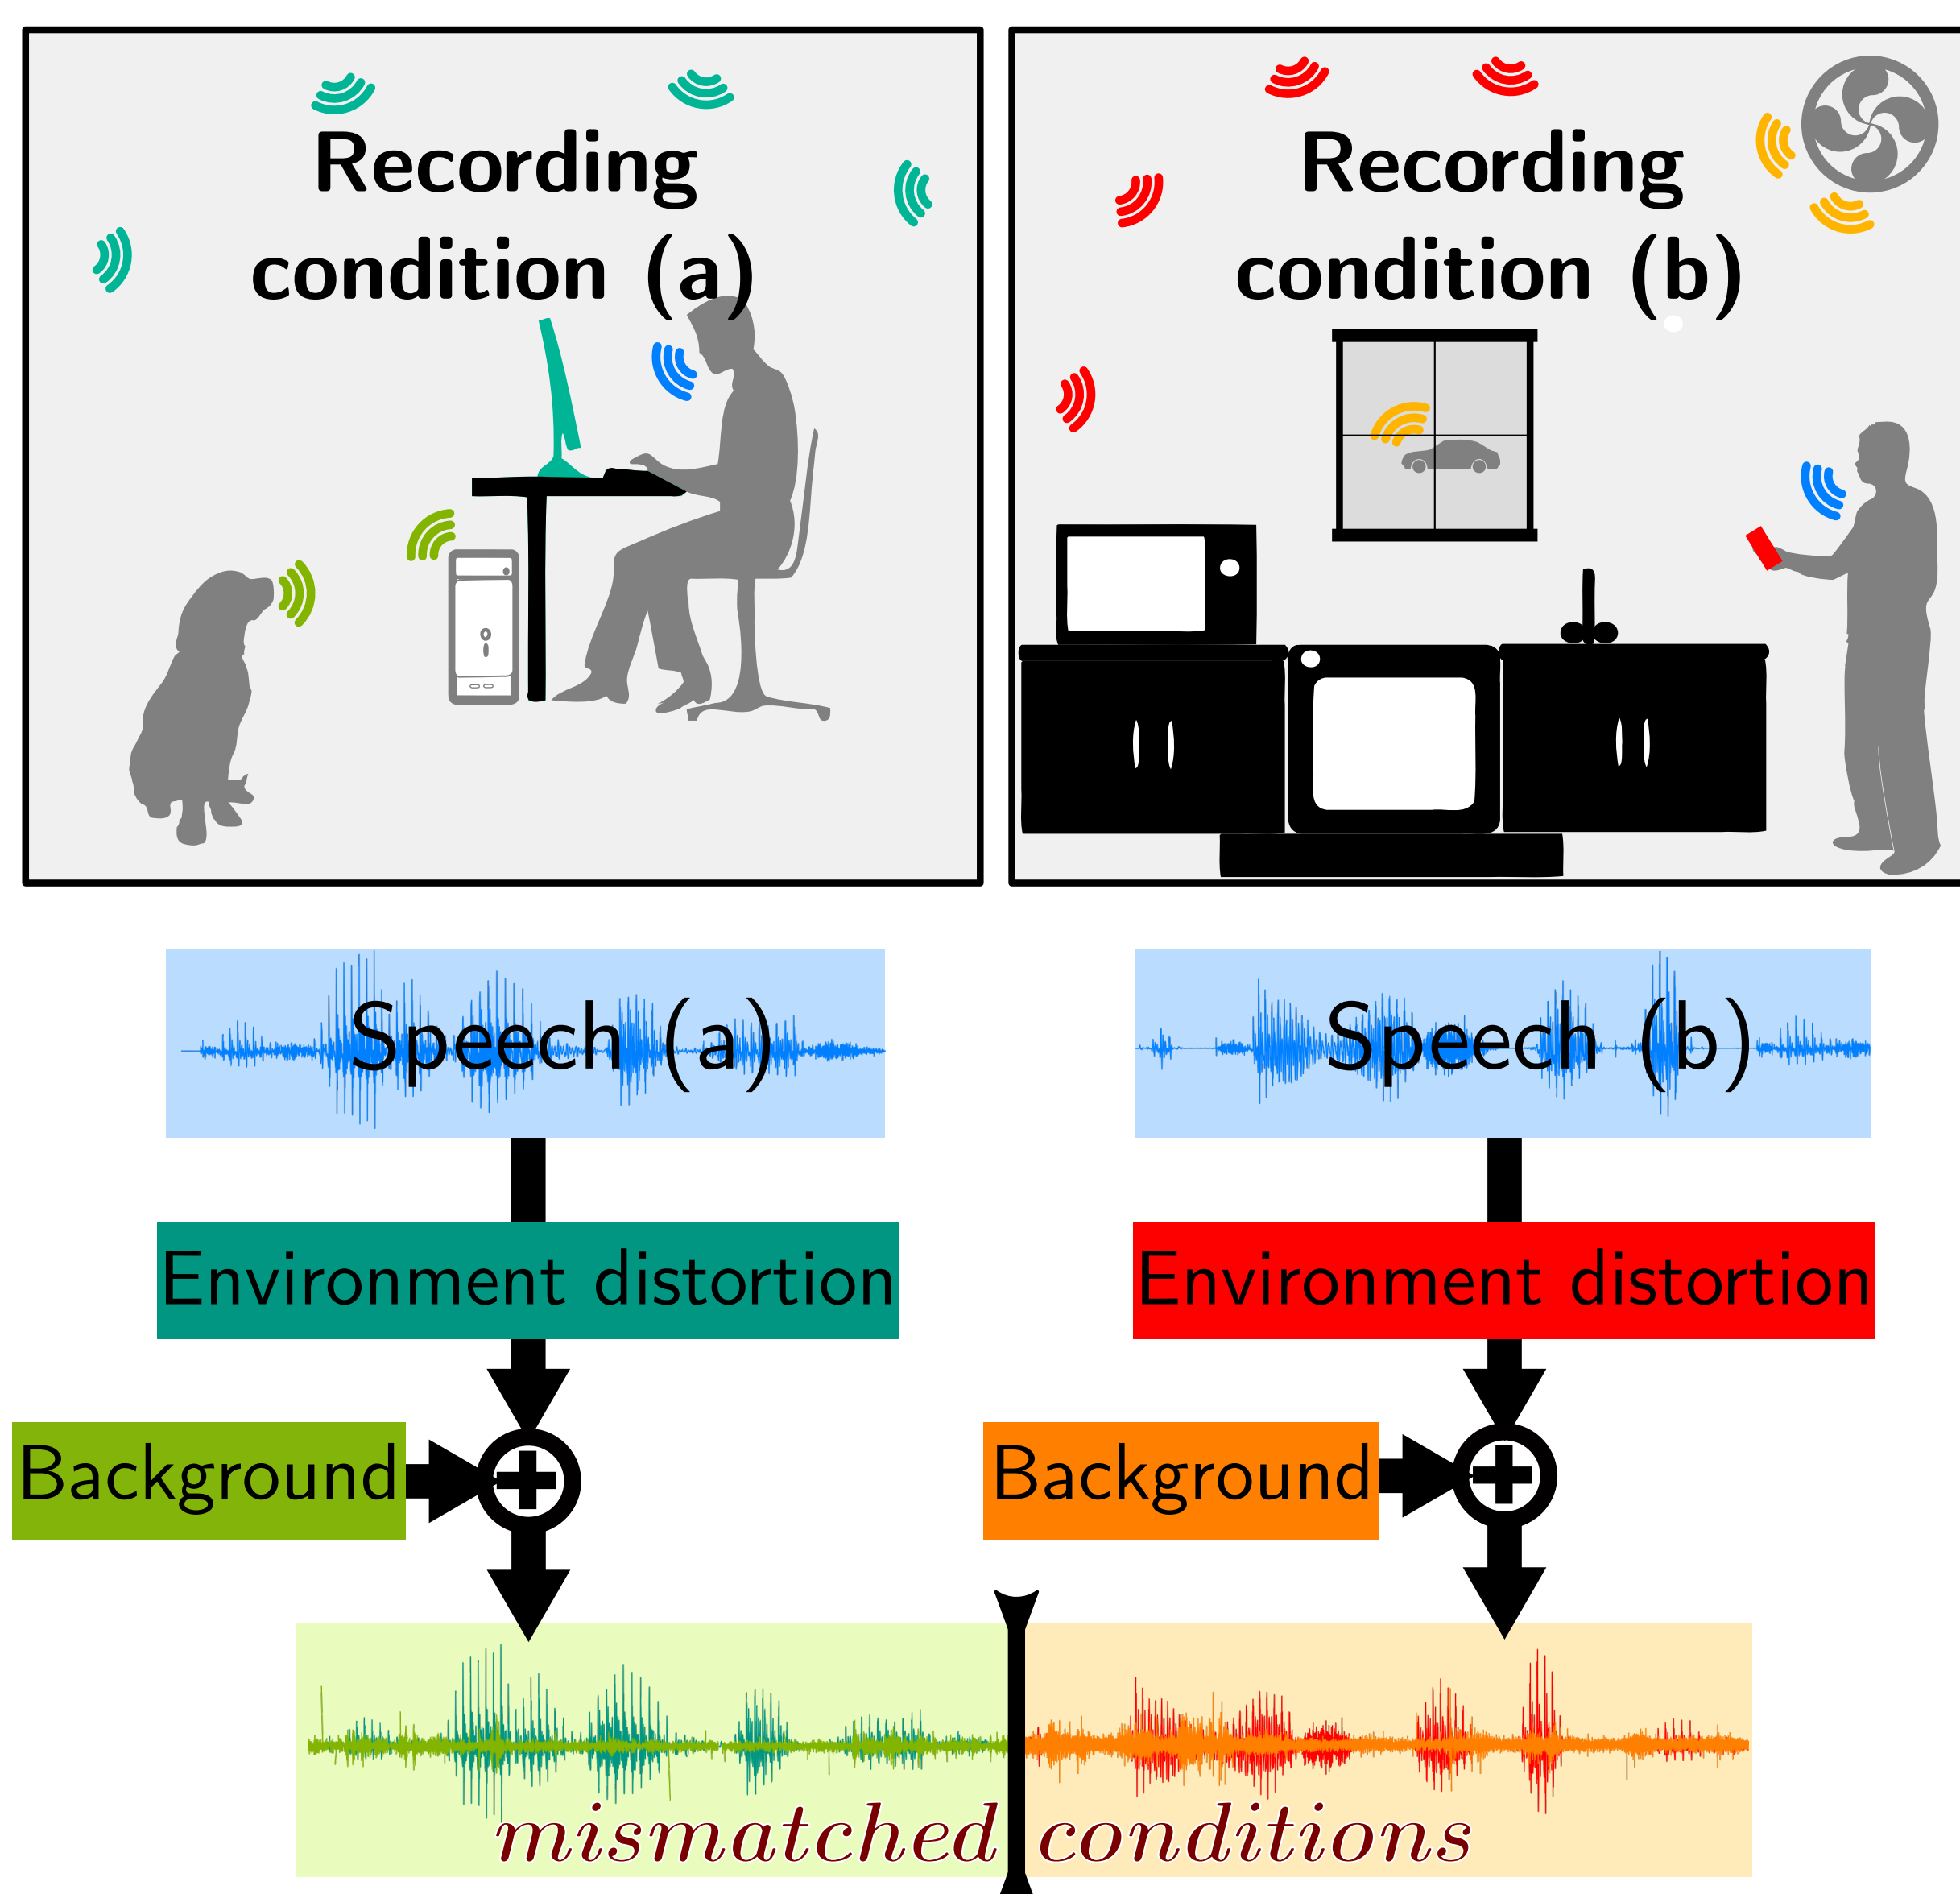 Recording
condition (a)
Recording
condition (b)
Speech (a)
Speech (b)
Environment distortion
Environment distortion
Background
Background
mismatched conditions